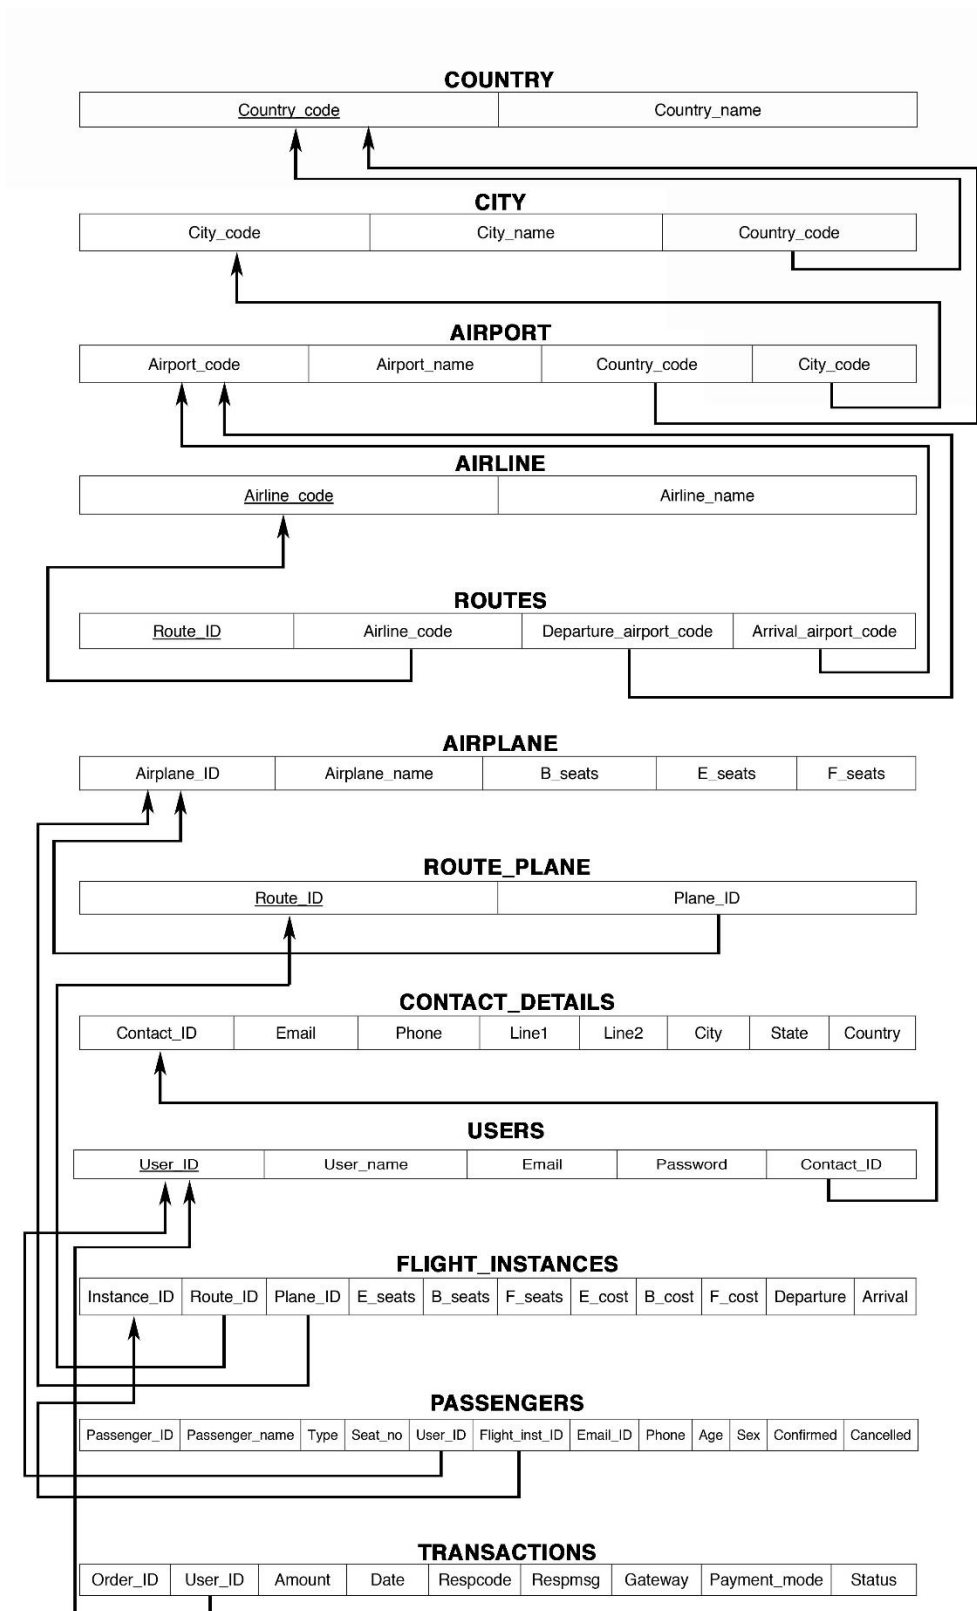 COUNTRY
Country_code Country_name
CITY
City_code City_name Country_code
AIRPORT
Airport_code Airport_name Country_code City_code
AIRLINE
Airline_code Airline_name
ROUTES
Route_ID Airline_code Departure_airport_code Arrival_airport_code
AIRPLANE
Airplane_ID Airplane_name B_seats E_seats F_seats
ROUTE_PLANE
Route_ID Plane_ID
CONTACT_DETAILS
Contact_ID Email Phone Line1 Line2 City State Country
USERS
User_ID User_name Email Password Contact_ID
FLIGHT_INSTANCES
Instance_ID Route_ID Plane_ID E_seats B_seats F_seats E_cost B_cost F_cost Departure Arrival
PASSENGERS
Passenger_ID Passenger_name Type Seat_no User_ID Flight_inst_ID Email_ID Phone Age Sex Confirmed Cancelled
TRANSACTIONS
Order_ID User_ID Amount Date Respcode Respmsg Gateway Payment_mode Status